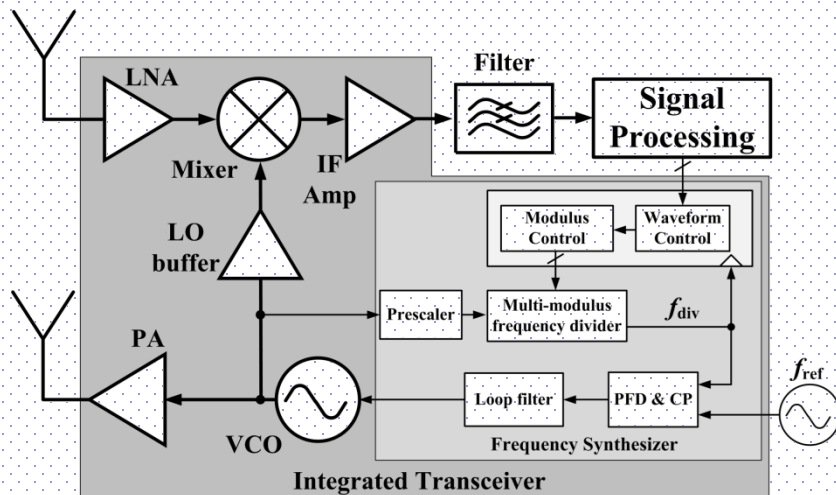 LNA
Mixer
IF
Amp
Filter
Signal
Processing
LO
buffer
Modulus
Control
Waveform
Control
Prescaler
Multi-modulus
frequency divider
fdiv
PA
VCO
Loop filter
PFD & CP
fref
Frequency Synthesizer
Integrated Transceiver